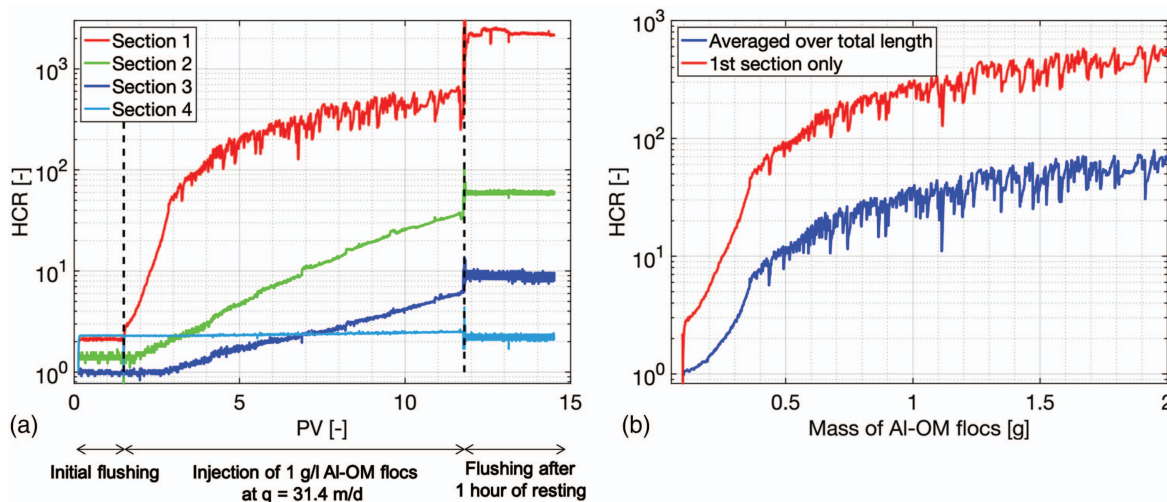 Section 1
Section 2
Section 3
Section 4
10³
10²
10¹
10⁰
HCR [-]
0
5
10
15
PV [-]
(a)
Initial flushing
Injection of 1 g/l Al-OM flocs
at q = 31.4 m/d
Flushing after
1 hour of resting
Averaged over total length
1st section only
10³
10²
10¹
10⁰
HCR [-]
0.5
1
1.5
2
Mass of Al-OM flocs [g]
(b)